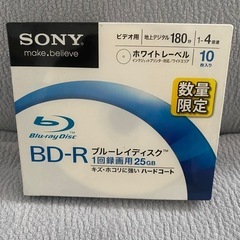 SONY
make.believe
ビデオ用
地上デジタル
180分
1-4倍速
ホワイトレーベル
10
枚入り
数量
限定
Blu-ray Disc
BD-R
ブルーレイディスク™
1回録画用25GB
キズ・ホコリに強い ハードコート